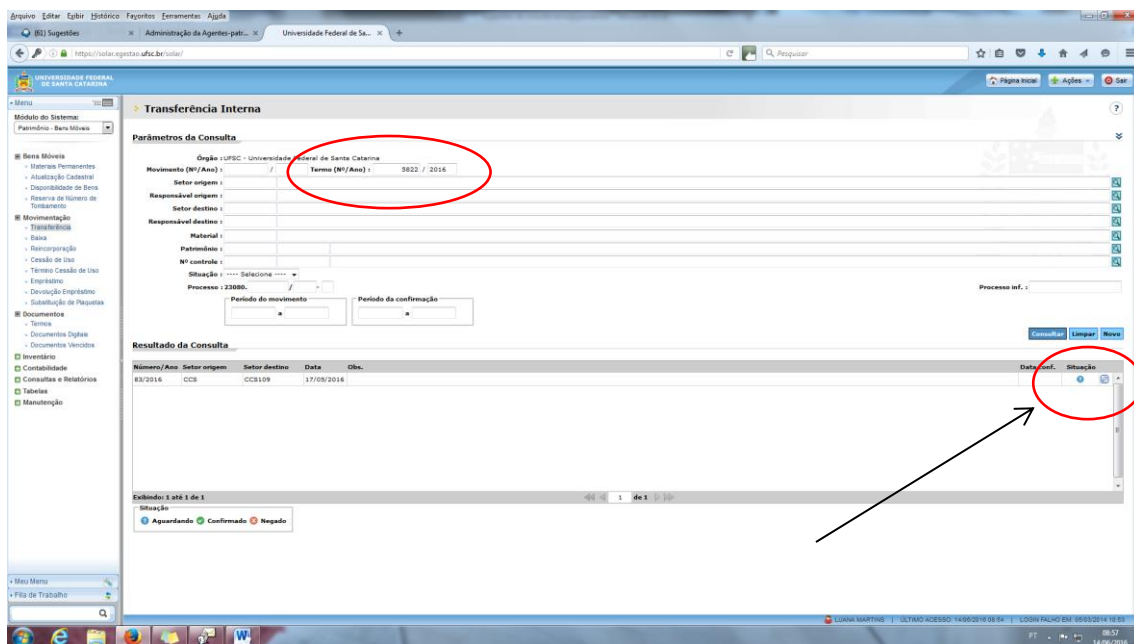 Arquivo Editar Exibir Histórico Favoritos Ferramentas Ajuda
(61) Sugestões × Administração da Agentes-patr... × Universidade Federal de Sa... × +
https://solar.egestao.ufsc.br/solar/ Pesquisar
UNIVERSIDADE FEDERAL
DE SANTA CATARINA
Página Inicial Ações Sair
Menu
Módulo do Sistema:
Patrimônio - Bens Móveis
Bens Móveis
Materiais Permanentes
Atualização Cadastral
Disponibilidade de Bens
Reserva de Número de
Tombamento
Movimentação
Transferência
Baixa
Reincorporação
Cessão de Uso
Término Cessão de Uso
Empréstimo
Devolução Empréstimo
Substituição de Plaquetas
Documentos
Termos
Documentos Digitais
Documentos Vencidos
Inventário
Contabilidade
Consultas e Relatórios
Tabelas
Manutenção
Meu Menu
Fila de Trabalho
Transferência Interna ?
Parâmetros da Consulta
Órgão : UFSC - Universidade Federal de Santa Catarina
Movimento (Nº/Ano) : / Termo (Nº/Ano) : 5822 / 2016
Setor origem :
Responsável origem :
Setor destino :
Responsável destino :
Material :
Patrimônio :
Nº controle :
Situação : ---- Selecione ----
Processo : 23080. / - Processo inf. :
Período do movimento Período da confirmação
a a
Consultar Limpar Novo
Resultado da Consulta
Número/Ano Setor origem Setor destino Data Obs. Data conf. Situação
83/2016 CCS CCS109 17/05/2016
Exibindo: 1 até 1 de 1 1 de 1
Situação
Aguardando Confirmado Negado
LUANA MARTINS | ÚLTIMO ACESSO: 14/06/2016 08:54 | LOGIN FALHO EM: 05/03/2014 10:53
PT 08:57
14/06/2016